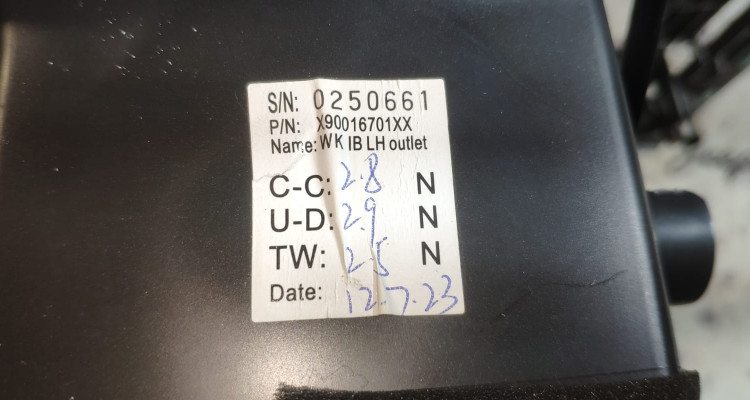 S/N: 0250661
P/N: X90016701XX
Name: WK IB LH outlet
C-C: 2.8 N
U-D: 2.9 N
TW: 2.5 N
Date: 12.7.23